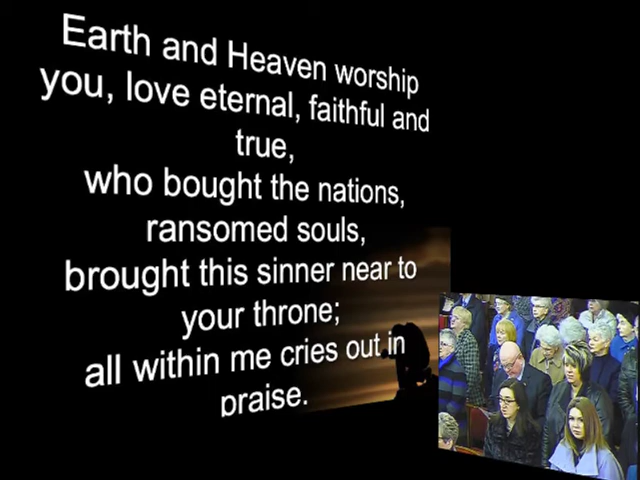 Earth and Heaven worship
you, love eternal, faithful and
true,
who bought the nations,
ransomed souls,
brought this sinner near to
your throne;
all within me cries out in
praise.